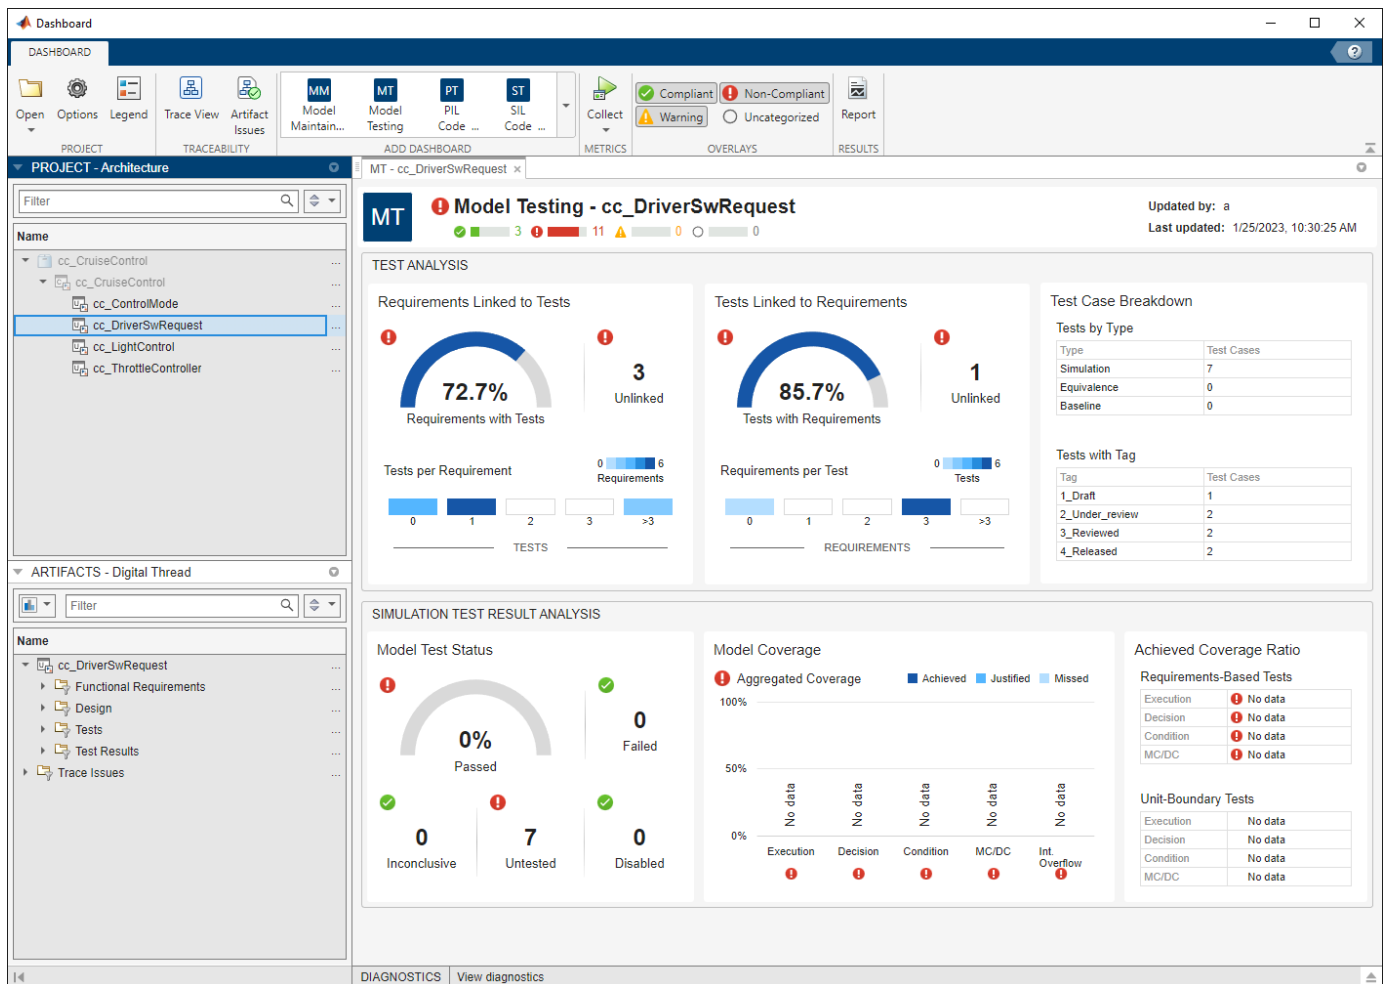 Dashboard
DASHBOARD
?
Open
Options
Legend
Trace View
Artifact
Issues
MM
Model
Maintain...
MT
Model
Testing
PT
PIL
Code ...
ST
SIL
Code ...
Collect
Compliant
Non-Compliant
Warning
Uncategorized
Report
PROJECT
TRACEABILITY
ADD DASHBOARD
METRICS
OVERLAYS
RESULTS
PROJECT - Architecture
Filter
Name
cc_CruiseControl ...
cc_CruiseControl ...
cc_ControlMode ...
cc_DriverSwRequest ...
cc_LightControl ...
cc_ThrottleController ...
ARTIFACTS - Digital Thread
Filter
Name
cc_DriverSwRequest ...
Functional Requirements ...
Design ...
Tests ...
Test Results ...
Trace Issues ...
MT - cc_DriverSwRequest ×
MT
Model Testing - cc_DriverSwRequest
3 11 0 0
Updated by: a
Last updated: 1/25/2023, 10:30:25 AM
TEST ANALYSIS
Requirements Linked to Tests
72.7%
Requirements with Tests
3
Unlinked
Tests per Requirement
0 6
Requirements
0 1 2 3 >3
TESTS
Tests Linked to Requirements
85.7%
Tests with Requirements
1
Unlinked
Requirements per Test
0 6
Tests
0 1 2 3 >3
REQUIREMENTS
Test Case Breakdown
Tests by Type
Type Test Cases
Simulation 7
Equivalence 0
Baseline 0
Tests with Tag
Tag Test Cases
1_Draft 1
2_Under_review 2
3_Reviewed 2
4_Released 2
SIMULATION TEST RESULT ANALYSIS
Model Test Status
0%
Passed
0
Failed
0
Inconclusive
7
Untested
0
Disabled
Model Coverage
Aggregated Coverage
Achieved Justified Missed
100%
50%
0%
No data No data No data No data No data
Execution Decision Condition MC/DC Int.
Overflow
Achieved Coverage Ratio
Requirements-Based Tests
Execution No data
Decision No data
Condition No data
MC/DC No data
Unit-Boundary Tests
Execution No data
Decision No data
Condition No data
MC/DC No data
DIAGNOSTICS View diagnostics